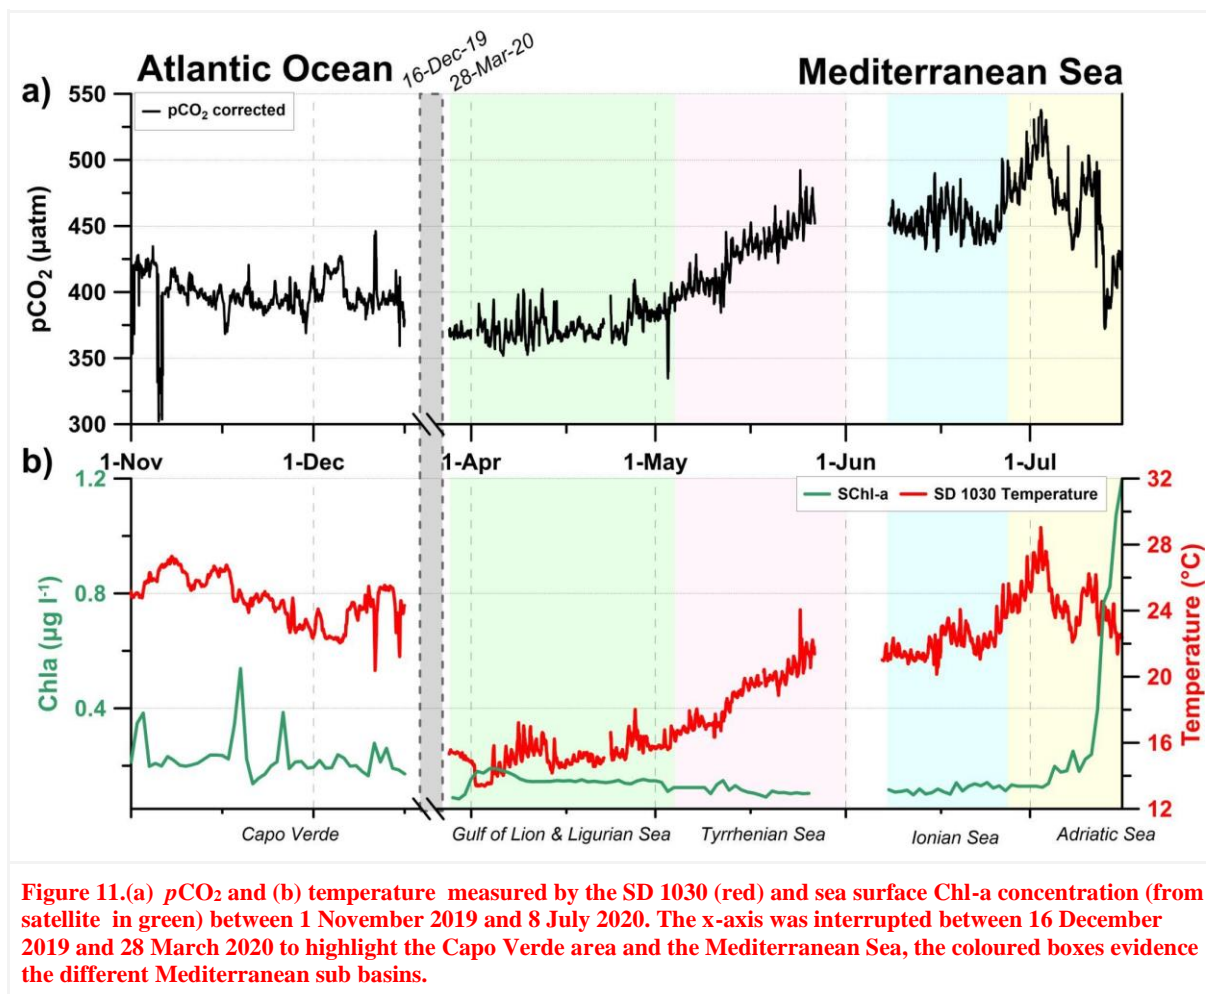 Atlantic Ocean
16-Dec-19
28-Mar-20
Mediterranean Sea
a)
pCO2 corrected
550
500
450
400
350
300
pCO2 (µatm)
1-Nov
1-Dec
1-Apr
1-May
1-Jun
1-Jul
b)
SChl-a
SD 1030 Temperature
1.2
0.8
0.4
Chla (µg l-1)
32
28
24
20
16
12
Temperature (°C)
Capo Verde
Gulf of Lion & Ligurian Sea
Tyrrhenian Sea
Ionian Sea
Adriatic Sea
Figure 11.(a) pCO2 and (b) temperature measured by the SD 1030 (red) and sea surface Chl-a concentration (from
satellite in green) between 1 November 2019 and 8 July 2020. The x-axis was interrupted between 16 December
2019 and 28 March 2020 to highlight the Capo Verde area and the Mediterranean Sea, the coloured boxes evidence
the different Mediterranean sub basins.